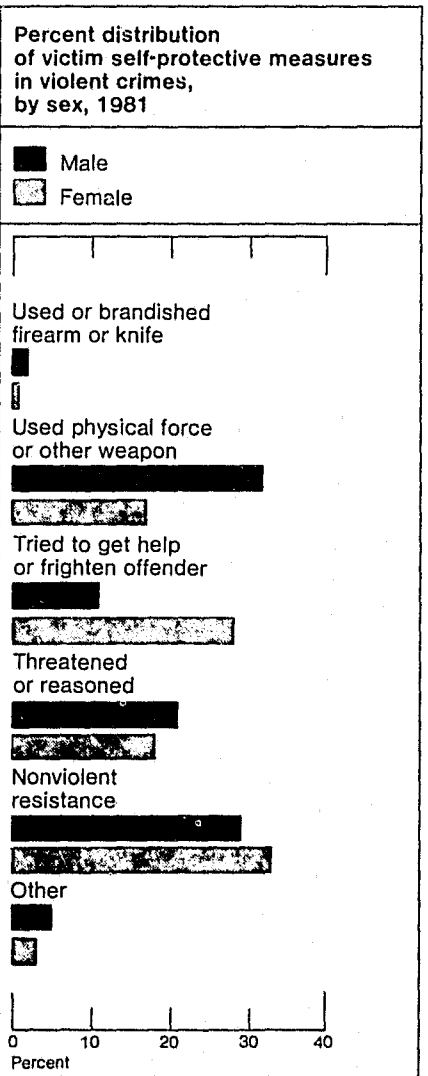 Percent distribution
of victim self-protective measures
in violent crimes,
by sex, 1981
Male
Female
Used or brandished
firearm or knife
Used physical force
or other weapon
Tried to get help
or frighten offender
Threatened
or reasoned
Nonviolent
resistance
Other
0 10 20 30 40
Percent